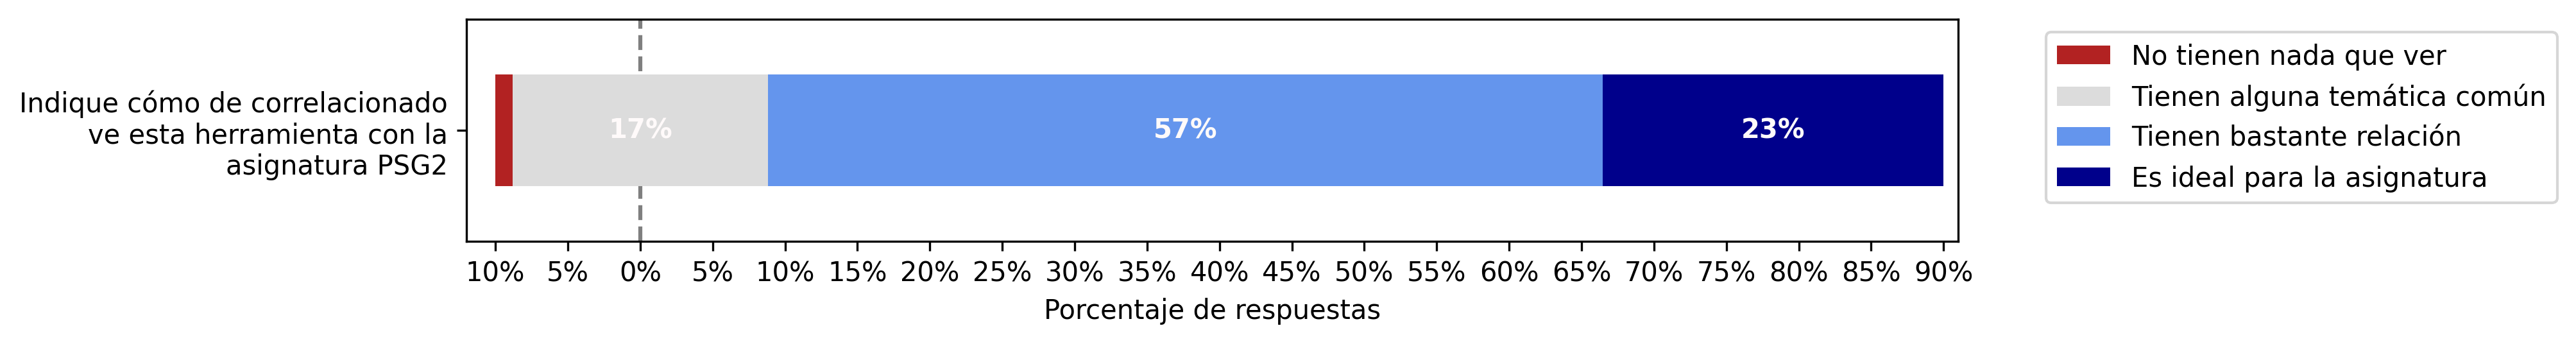 Indique cómo de correlacionado
ve esta herramienta con la
asignatura PSG2
17%
57%
23%
10% 5% 0% 5% 10% 15% 20% 25% 30% 35% 40% 45% 50% 55% 60% 65% 70% 75% 80% 85% 90%
Porcentaje de respuestas
No tienen nada que ver
Tienen alguna temática común
Tienen bastante relación
Es ideal para la asignatura